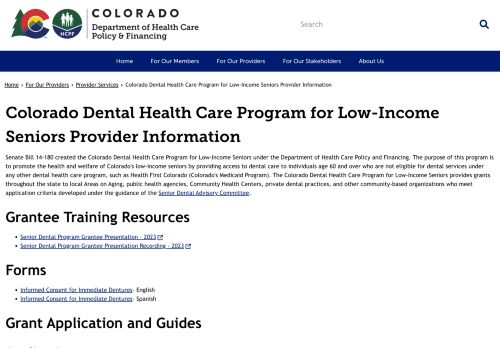 COLORADO
Department of Health Care
Policy & Financing
HCPF
Search
Home For Our Members For Our Providers For Our Stakeholders About Us
Home › For Our Providers › Provider Services › Colorado Dental Health Care Program for Low-Income Seniors Provider Information
Colorado Dental Health Care Program for Low-Income
Seniors Provider Information
Senate Bill 14-180 created the Colorado Dental Health Care Program for Low-Income Seniors under the Department of Health Care Policy and Financing. The purpose of this program is
to promote the health and welfare of Colorado's low-income seniors by providing access to dental care to individuals age 60 and over who are not eligible for dental services under
any other dental health care program, such as Health First Colorado (Colorado's Medicaid Program). The Colorado Dental Health Care Program for Low-Income Seniors provides grants
throughout the state to local Areas on Aging, public health agencies, Community Health Centers, private dental practices, and other community-based organizations who meet
application criteria developed under the guidance of the Senior Dental Advisory Committee.
Grantee Training Resources
Senior Dental Program Grantee Presentation - 2023
Senior Dental Program Grantee Presentation Recording - 2023
Forms
Informed Consent for Immediate Dentures- English
Informed Consent for Immediate Dentures- Spanish
Grant Application and Guides